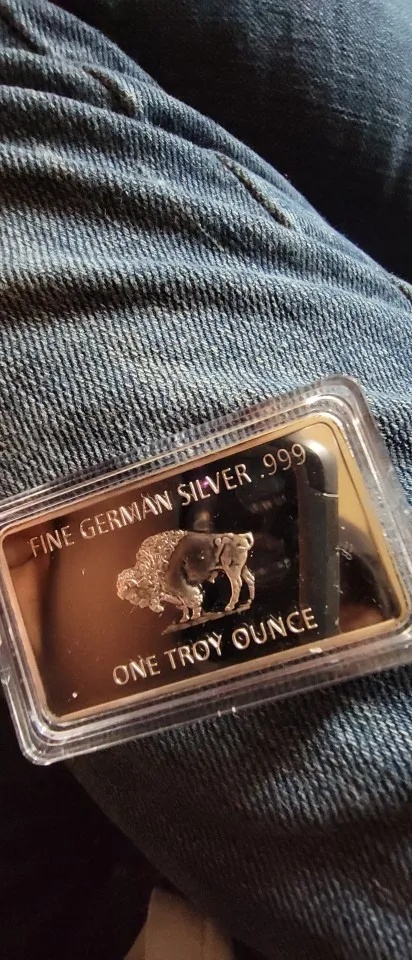 FINE GERMAN SILVER .999
ONE TROY OUNCE